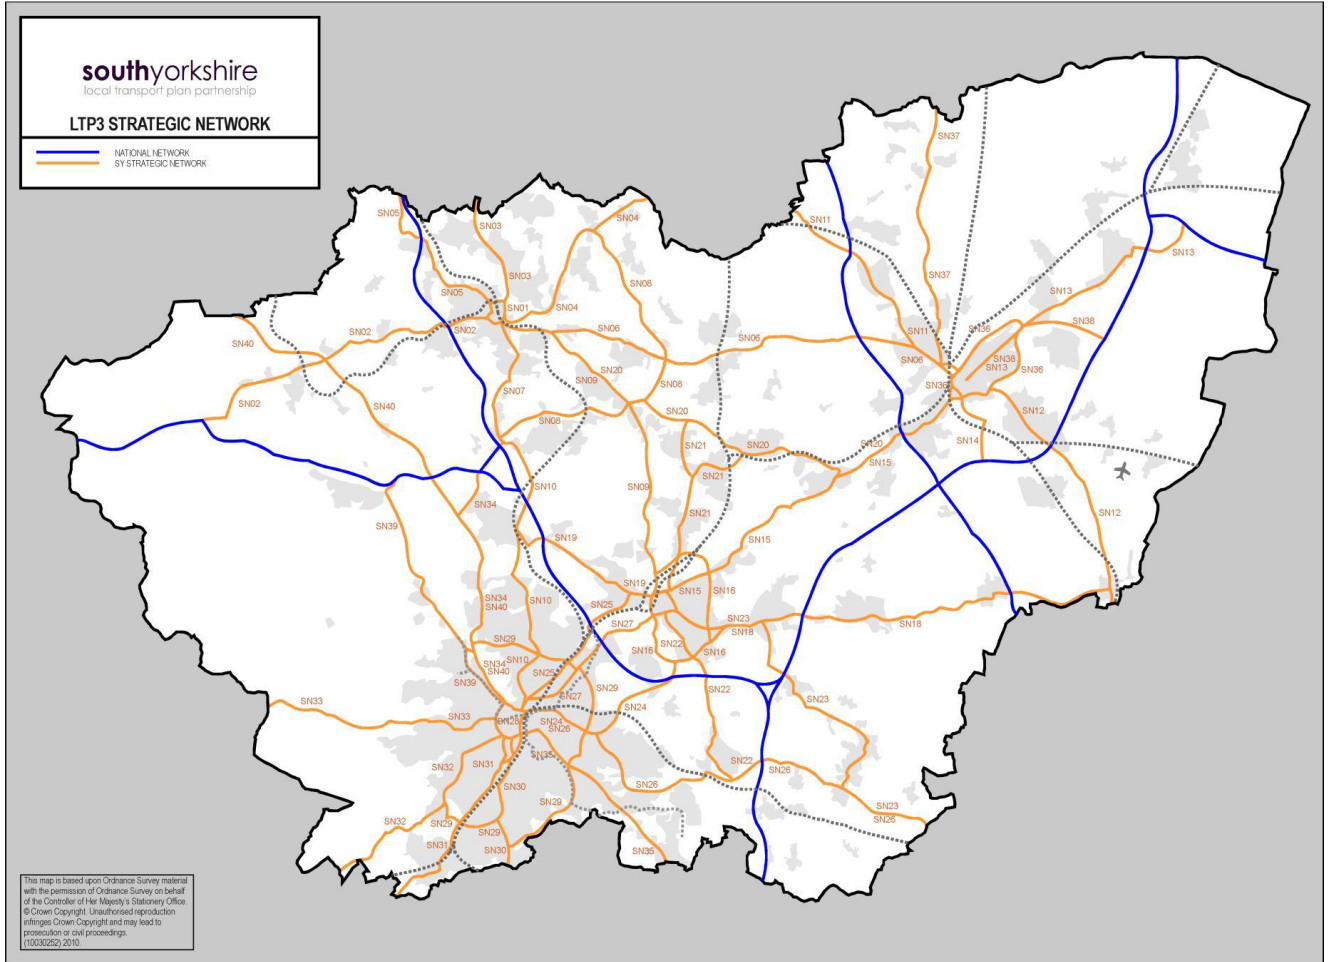 southyorkshire
local transport plan partnership
LTP3 STRATEGIC NETWORK
NATIONAL NETWORK
SY STRATEGIC NETWORK
SN37
SN05
SN04
SN03
SN11
SN13
SN03
SN37
SN08
SN05
SN13
SN01
SN04
SN38
SN02
SN02
SN06
SN11
SN36
SN40
SN06
SN06
SN38
SN20
SN13
SN36
SN09
SN08
SN36
SN07
SN02
SN40
SN20
SN12
SN08
SN21
SN20
SN20
SN14
SN15
SN21
SN10
SN09
SN34
SN21
SN12
SN39
SN19
SN15
SN19
SN15
SN16
SN34
SN40
SN10
SN25
SN23
SN27
SN18
SN18
SN29
SN22
SN16
SN16
SN10
SN34
SN40
SN25
SN39
SN27
SN29
SN22
SN23
SN33
SN24
SN33
SN28
SN24
SN26
SN35
SN22
SN31
SN32
SN26
SN30
SN26
SN29
SN23
SN26
SN32
SN29
SN29
SN31
SN30
SN35
This map is based upon Ordnance Survey material
with the permission of Ordnance Survey on behalf
of the Controller of Her Majesty's Stationery Office.
© Crown Copyright. Unauthorised reproduction
infringes Crown Copyright and may lead to
prosecution or civil proceedings.
(10030252) 2010.